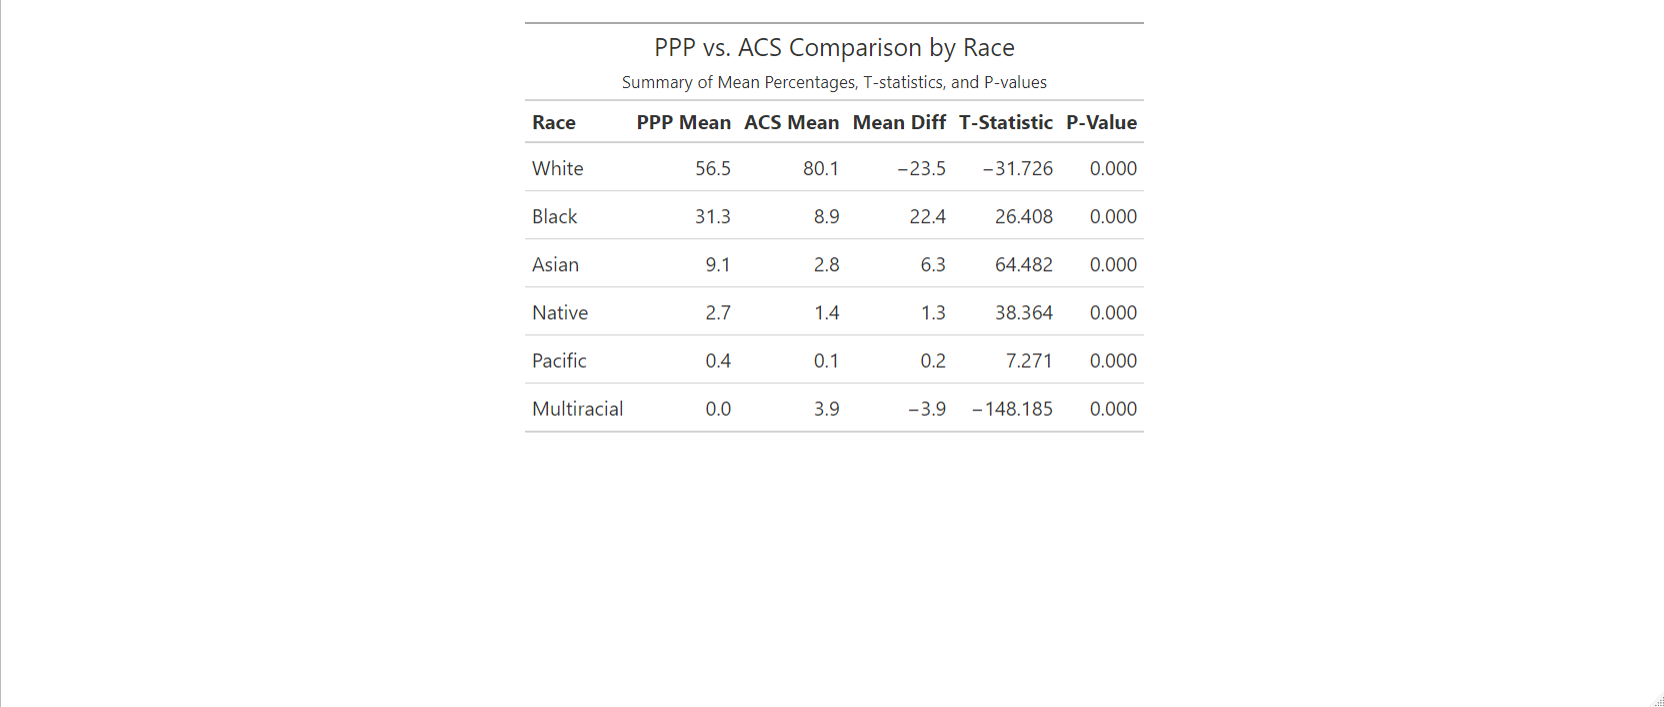 PPP vs. ACS Comparison by Race
Summary of Mean Percentages, T-statistics, and P-values
Race PPP Mean ACS Mean Mean Diff T-Statistic P-Value
White 56.5 80.1 −23.5 −31.726 0.000
Black 31.3 8.9 22.4 26.408 0.000
Asian 9.1 2.8 6.3 64.482 0.000
Native 2.7 1.4 1.3 38.364 0.000
Pacific 0.4 0.1 0.2 7.271 0.000
Multiracial 0.0 3.9 −3.9 −148.185 0.000